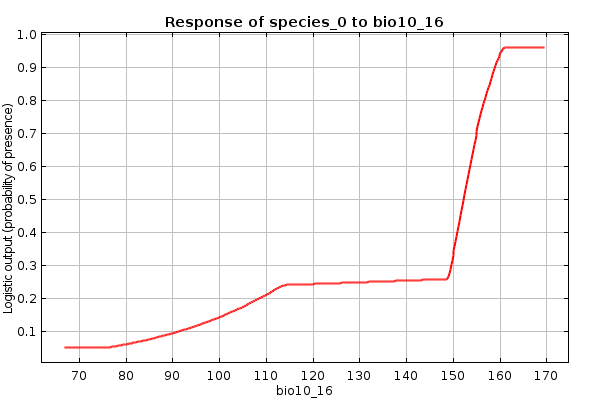 Response of species_0 to bio10_16
Logistic output (probability of presence)
1.0
0.9
0.8
0.7
0.6
0.5
0.4
0.3
0.2
0.1
70 80 90 100 110 120 130 140 150 160 170
bio10_16